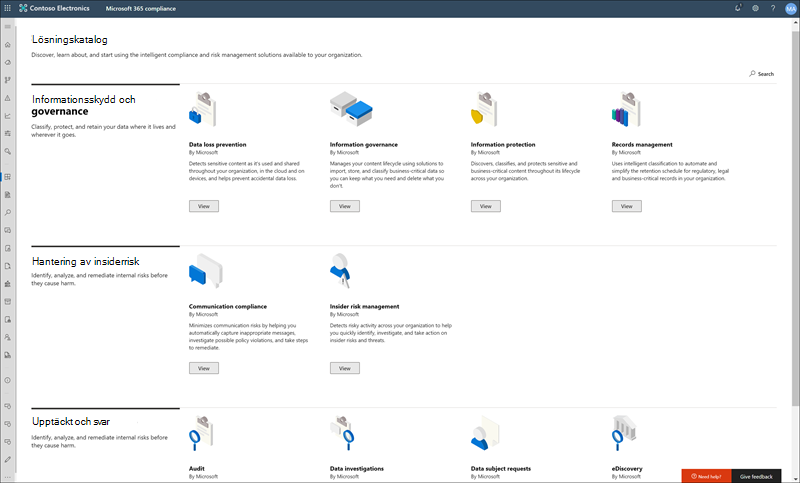 Contoso Electronics Microsoft 365 compliance MA
Lösningskatalog
Discover, learn about, and start using the intelligent compliance and risk management solutions available to your organization.
Search
Informationsskydd och
governance
Classify, protect, and retain your data where it lives and
wherever it goes.
Data loss prevention
By Microsoft
Detects sensitive content as it's used and shared
throughout your organization, in the cloud and on
devices, and helps prevent accidental data loss.
View
Information governance
By Microsoft
Manages your content lifecycle using solutions to
import, store, and classify business-critical data so
you can keep what you need and delete what you
don't.
View
Information protection
By Microsoft
Discovers, classifies, and protects sensitive and
business-critical content throughout its lifecycle
across your organization.
View
Records management
By Microsoft
Uses intelligent classification to automate and
simplify the retention schedule for regulatory, legal
and business-critical records in your organization.
View
Hantering av insiderrisk
Identify, analyze, and remediate internal risks before
they cause harm.
Communication compliance
By Microsoft
Minimizes communication risks by helping you
automatically capture inappropriate messages,
investigate possible policy violations, and take steps
to remediate.
View
Insider risk management
By Microsoft
Detects risky activity across your organization to help
you quickly identify, investigate, and take action on
insider risks and threats.
View
Upptäckt och svar
Identify, analyze, and remediate internal risks before
they cause harm.
Audit
By Microsoft
Data investigations
By Microsoft
Data subject requests
By Microsoft
eDiscovery
By Microsoft
Need help?
Give feedback